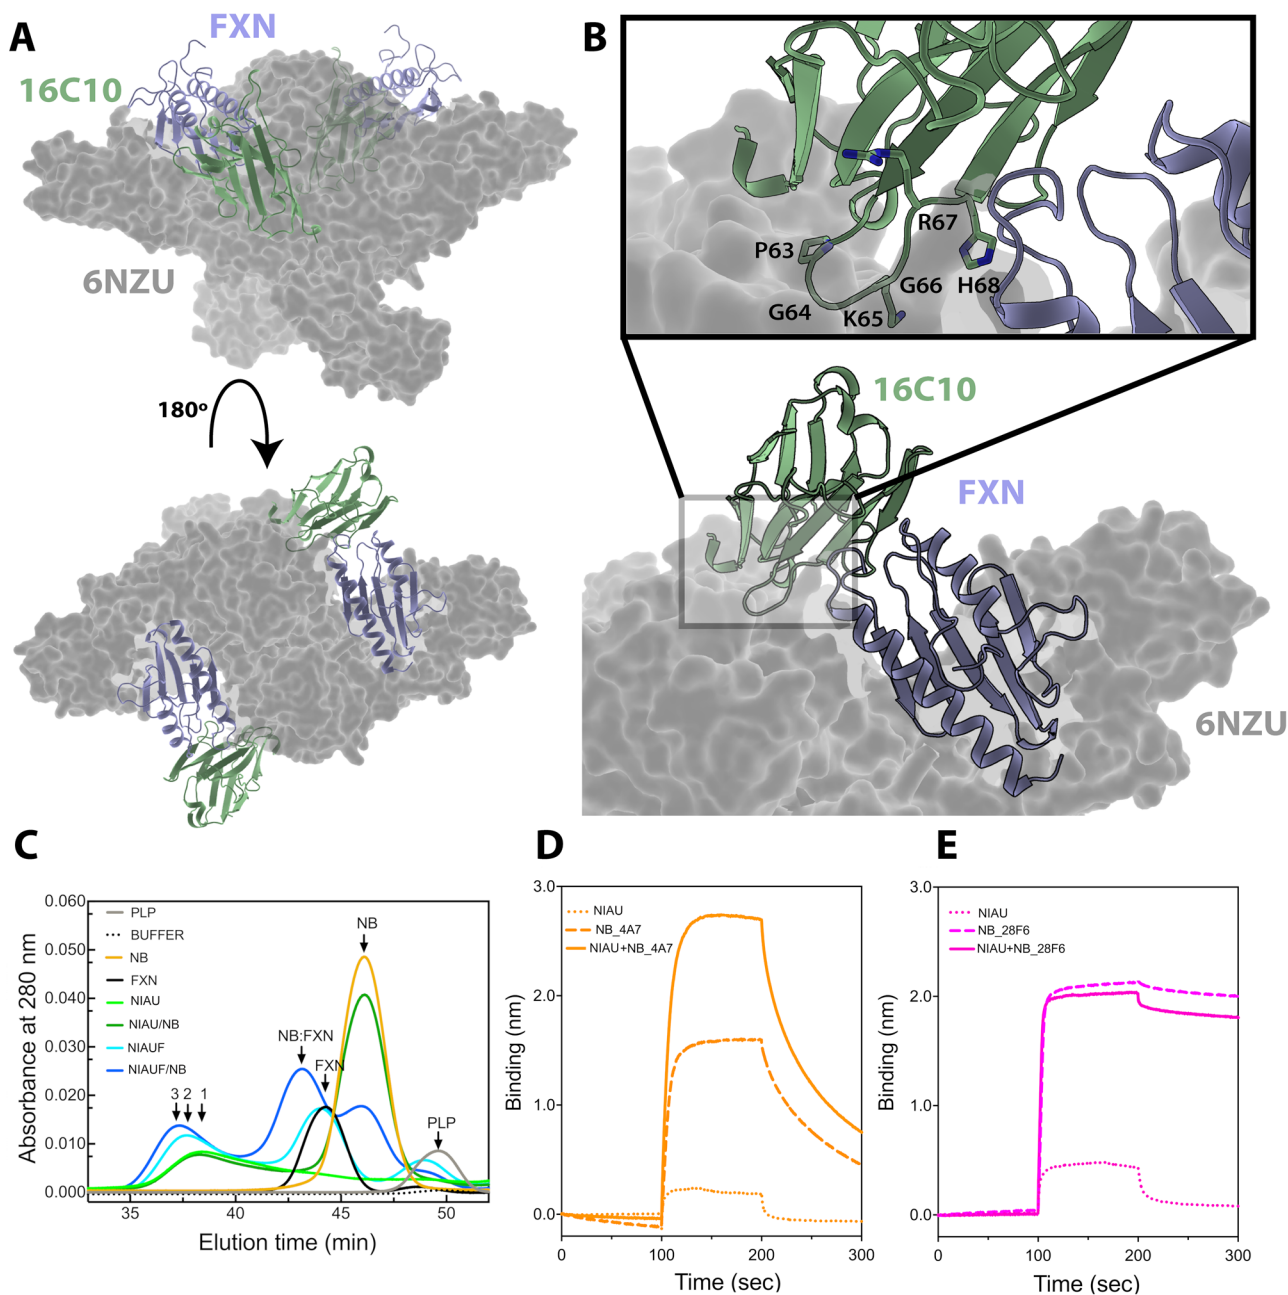 A
FXN
16C10
6NZU
180º
B
P63
G64
K65
R67
G66
H68
16C10
FXN
6NZU
C
Absorbance at 280 nm
0.060
0.050
0.040
0.030
0.020
0.010
0.000
PLP
BUFFER
NB
FXN
NIAU
NIAU/NB
NIAUF
NIAUF/NB
3 2 1
NB:FXN
FXN
NB
PLP
35 40 45 50
Elution time (min)
D
Binding (nm)
3.0
2.0
1.0
0.0
NIAU
NB_4A7
NIAU+NB_4A7
0 100 200 300
Time (sec)
E
Binding (nm)
3.0
2.0
1.0
0.0
NIAU
NB_28F6
NIAU+NB_28F6
0 100 200 300
Time (sec)